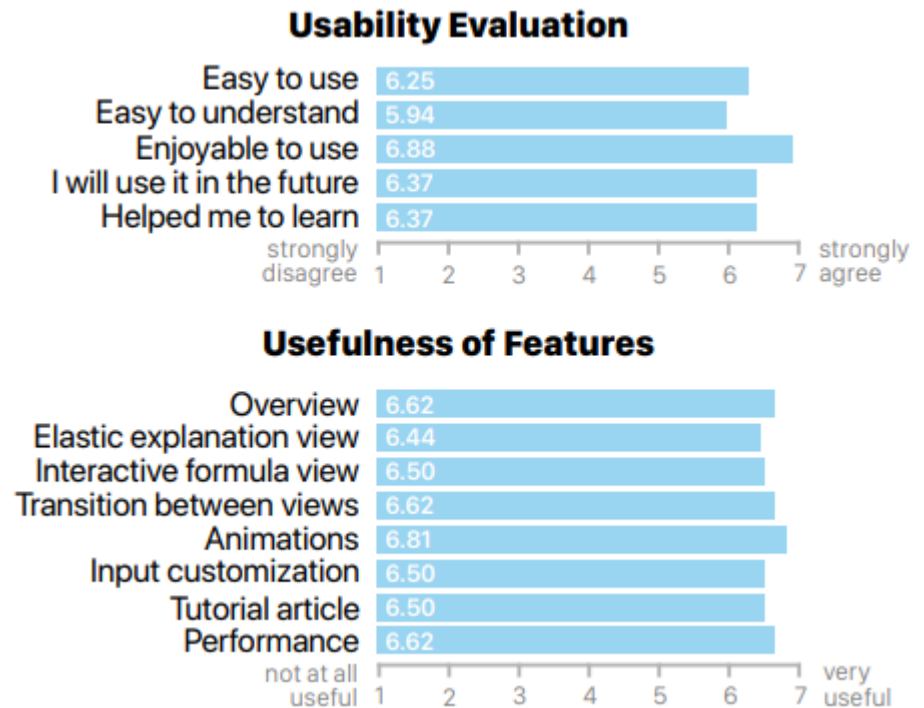 Usability Evaluation
Easy to use 6.25
Easy to understand 5.94
Enjoyable to use 6.88
I will use it in the future 6.37
Helped me to learn 6.37
strongly disagree 1 2 3 4 5 6 7 strongly agree
Usefulness of Features
Overview 6.62
Elastic explanation view 6.44
Interactive formula view 6.50
Transition between views 6.62
Animations 6.81
Input customization 6.50
Tutorial article 6.50
Performance 6.62
not at all useful 1 2 3 4 5 6 7 very useful